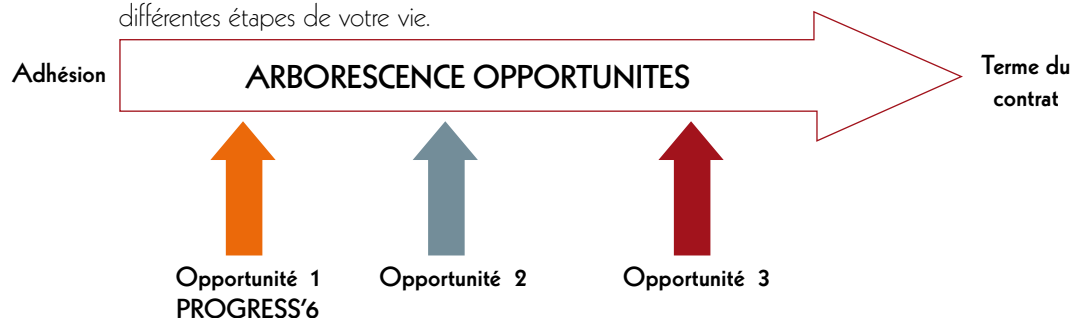 différentes étapes de votre vie.
Adhésion
ARBORESCENCE OPPORTUNITES
Terme du
contrat
Opportunité 1
PROGRESS'6
Opportunité 2
Opportunité 3